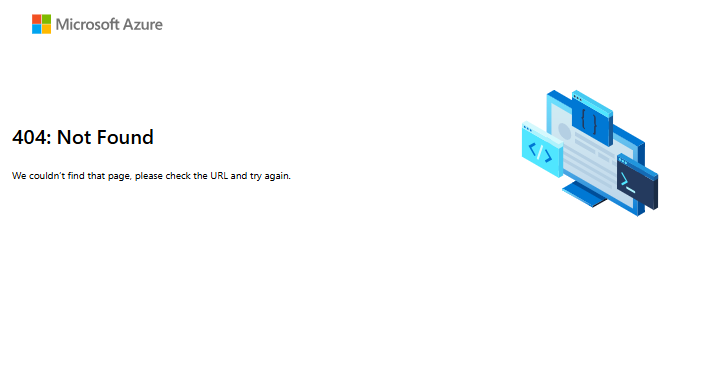 Microsoft Azure
404: Not Found
We couldn't find that page, please check the URL and try again.
{ }
</>
>_